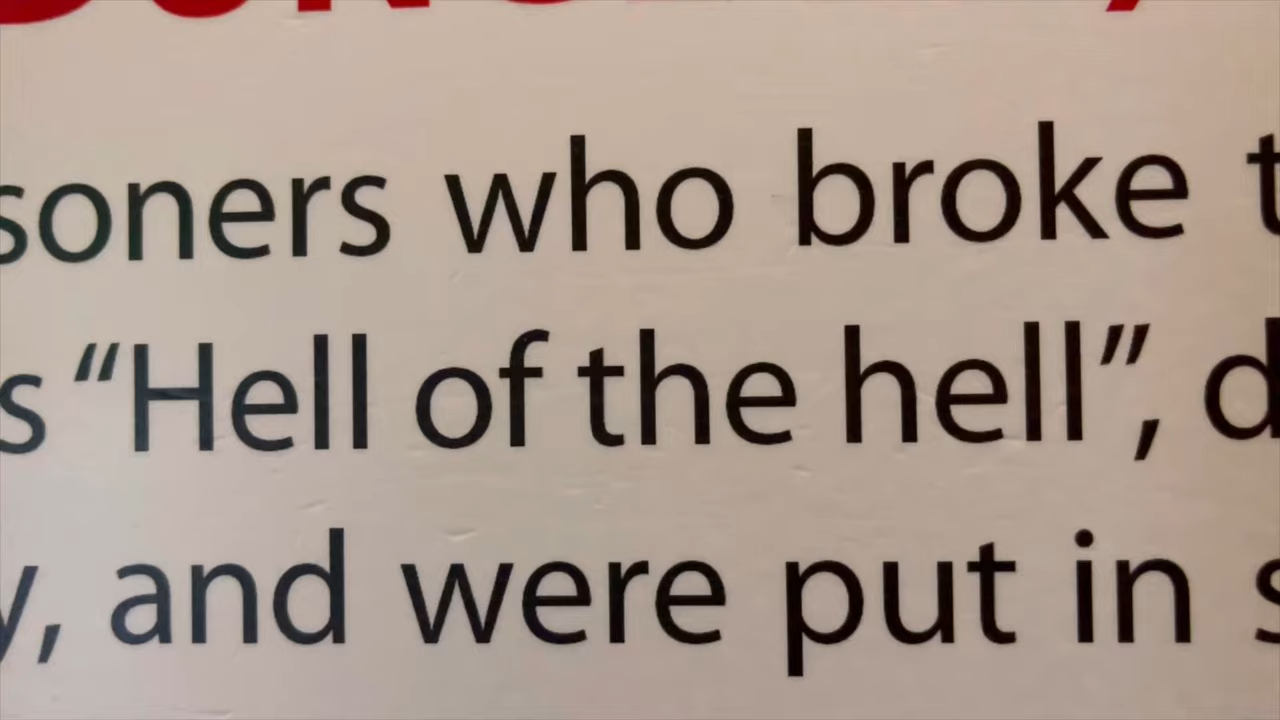 soners who broke t
s “Hell of the hell”, d
y, and were put in s